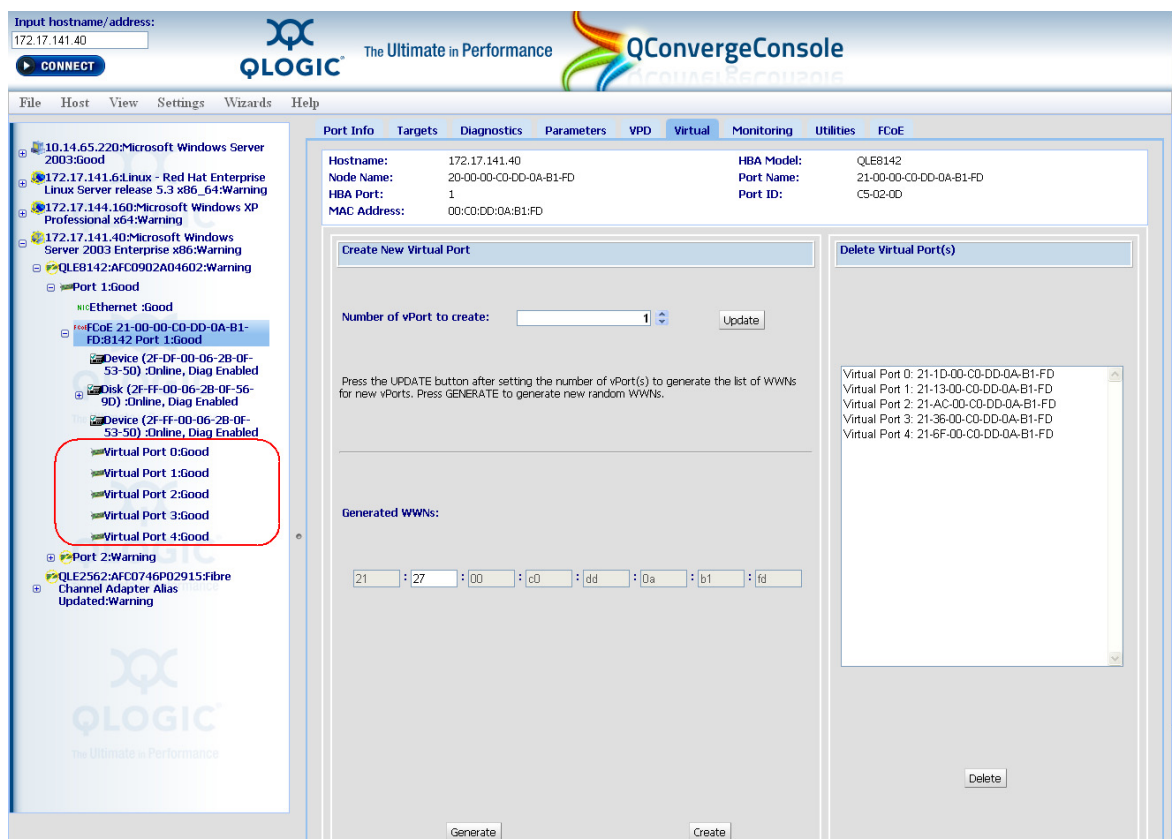 Input hostname/address:
172.17.141.40
CONNECT
QLOGIC
The Ultimate in Performance
QConvergeConsole
File Host View Settings Wizards Help
10.14.65.220:Microsoft Windows Server
2003:Good
172.17.141.6:Linux - Red Hat Enterprise
Linux Server release 5.3 x86_64:Warning
172.17.144.160:Microsoft Windows XP
Professional x64:Warning
172.17.141.40:Microsoft Windows
Server 2003 Enterprise x86:Warning
QLE8142:AFC0902A04602:Warning
Port 1:Good
NIC Ethernet :Good
FCoE FCoE 21-00-00-C0-DD-0A-B1-
FD:8142 Port 1:Good
Device (2F-DF-00-06-2B-0F-
53-50) :Online, Diag Enabled
Disk (2F-FF-00-06-2B-0F-56-
9D) :Online, Diag Enabled
Device (2F-FF-00-06-2B-0F-
53-50) :Online, Diag Enabled
Virtual Port 0:Good
Virtual Port 1:Good
Virtual Port 2:Good
Virtual Port 3:Good
Virtual Port 4:Good
Port 2:Warning
QLE2562:AFC0746P02915:Fibre
Channel Adapter Alias
Updated:Warning
QLOGIC
The Ultimate in Performance
Port Info Targets Diagnostics Parameters VPD Virtual Monitoring Utilities FCoE
Hostname: 172.17.141.40 HBA Model: QLE8142
Node Name: 20-00-00-C0-DD-0A-B1-FD Port Name: 21-00-00-C0-DD-0A-B1-FD
HBA Port: 1 Port ID: C5-02-0D
MAC Address: 00:C0:DD:0A:B1:FD
Create New Virtual Port
Number of vPort to create: 1 Update
Press the UPDATE button after setting the number of vPort(s) to generate the list of WWNs
for new vPorts. Press GENERATE to generate new random WWNs.
Generated WWNs:
21 : 27 : 00 : c0 : dd : 0a : b1 : fd
Generate Create
Delete Virtual Port(s)
Virtual Port 0: 21-1D-00-C0-DD-0A-B1-FD
Virtual Port 1: 21-13-00-C0-DD-0A-B1-FD
Virtual Port 2: 21-AC-00-C0-DD-0A-B1-FD
Virtual Port 3: 21-36-00-C0-DD-0A-B1-FD
Virtual Port 4: 21-6F-00-C0-DD-0A-B1-FD
Delete